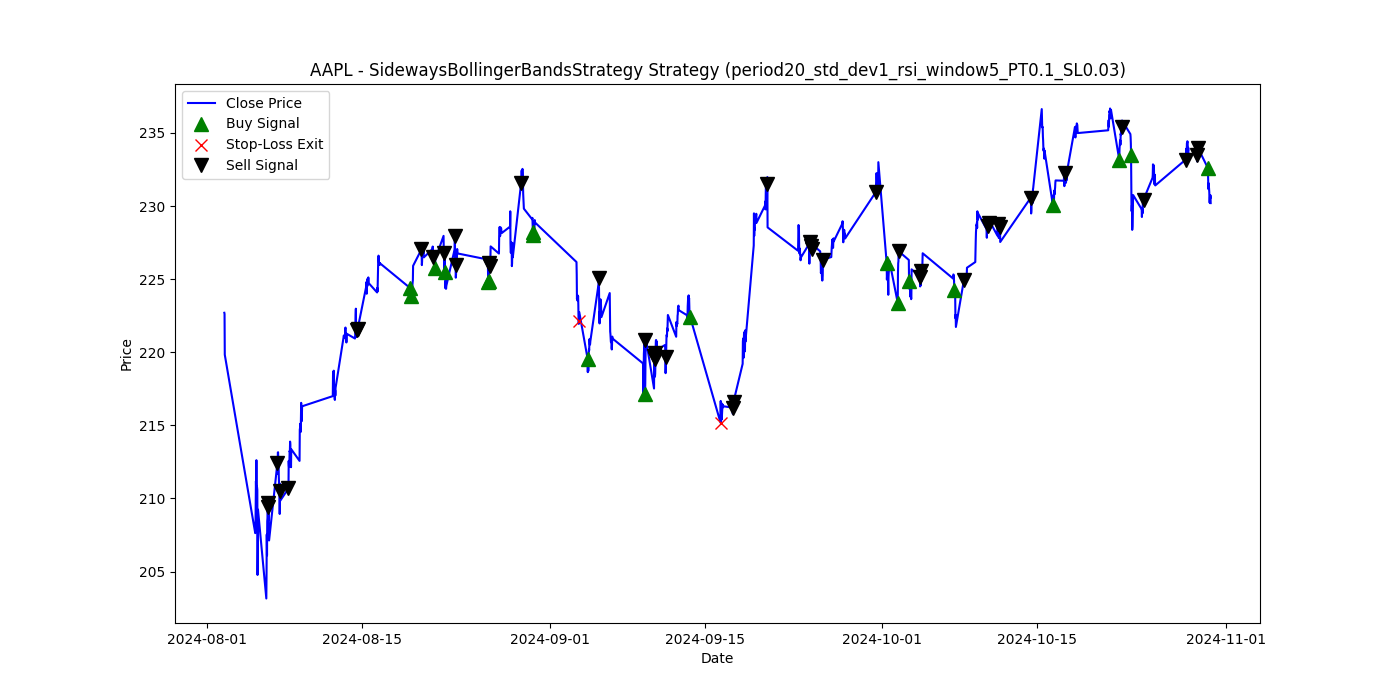 AAPL - SidewaysBollingerBandsStrategy Strategy (period20_std_dev1_rsi_window5_PT0.1_SL0.03)
Close Price
Buy Signal
Stop-Loss Exit
Sell Signal
235
230
225
220
215
210
205
Price
2024-08-01 2024-08-15 2024-09-01 2024-09-15 2024-10-01 2024-10-15 2024-11-01
Date